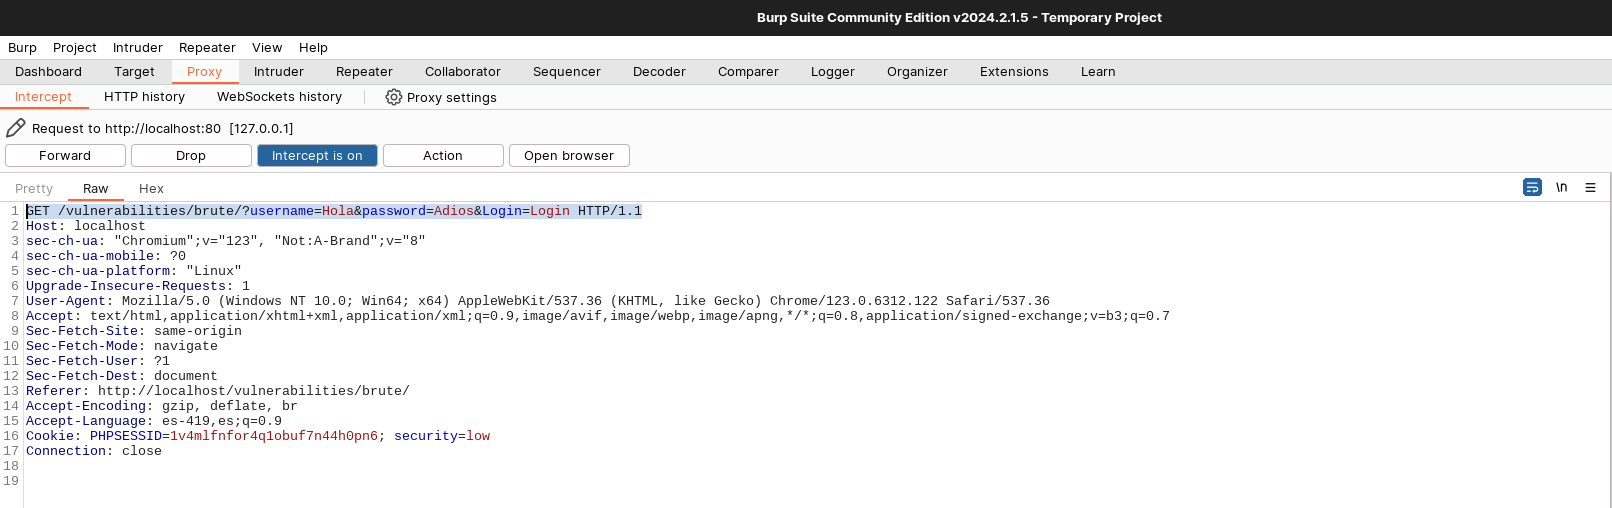 Burp Suite Community Edition v2024.2.1.5 - Temporary Project
Burp Project Intruder Repeater View Help
Dashboard Target Proxy Intruder Repeater Collaborator Sequencer Decoder Comparer Logger Organizer Extensions Learn
Intercept HTTP history WebSockets history Proxy settings
Request to http://localhost:80 [127.0.0.1]
Forward Drop Intercept is on Action Open browser
Pretty Raw Hex \n
1 GET /vulnerabilities/brute/?username=Hola&password=Adios&Login=Login HTTP/1.1
2 Host: localhost
3 sec-ch-ua: "Chromium";v="123", "Not:A-Brand";v="8"
4 sec-ch-ua-mobile: ?0
5 sec-ch-ua-platform: "Linux"
6 Upgrade-Insecure-Requests: 1
7 User-Agent: Mozilla/5.0 (Windows NT 10.0; Win64; x64) AppleWebKit/537.36 (KHTML, like Gecko) Chrome/123.0.6312.122 Safari/537.36
8 Accept: text/html,application/xhtml+xml,application/xml;q=0.9,image/avif,image/webp,image/apng,*/*;q=0.8,application/signed-exchange;v=b3;q=0.7
9 Sec-Fetch-Site: same-origin
10 Sec-Fetch-Mode: navigate
11 Sec-Fetch-User: ?1
12 Sec-Fetch-Dest: document
13 Referer: http://localhost/vulnerabilities/brute/
14 Accept-Encoding: gzip, deflate, br
15 Accept-Language: es-419,es;q=0.9
16 Cookie: PHPSESSID=1v4mlfnfor4q1obuf7n44h0pn6; security=low
17 Connection: close
18
19